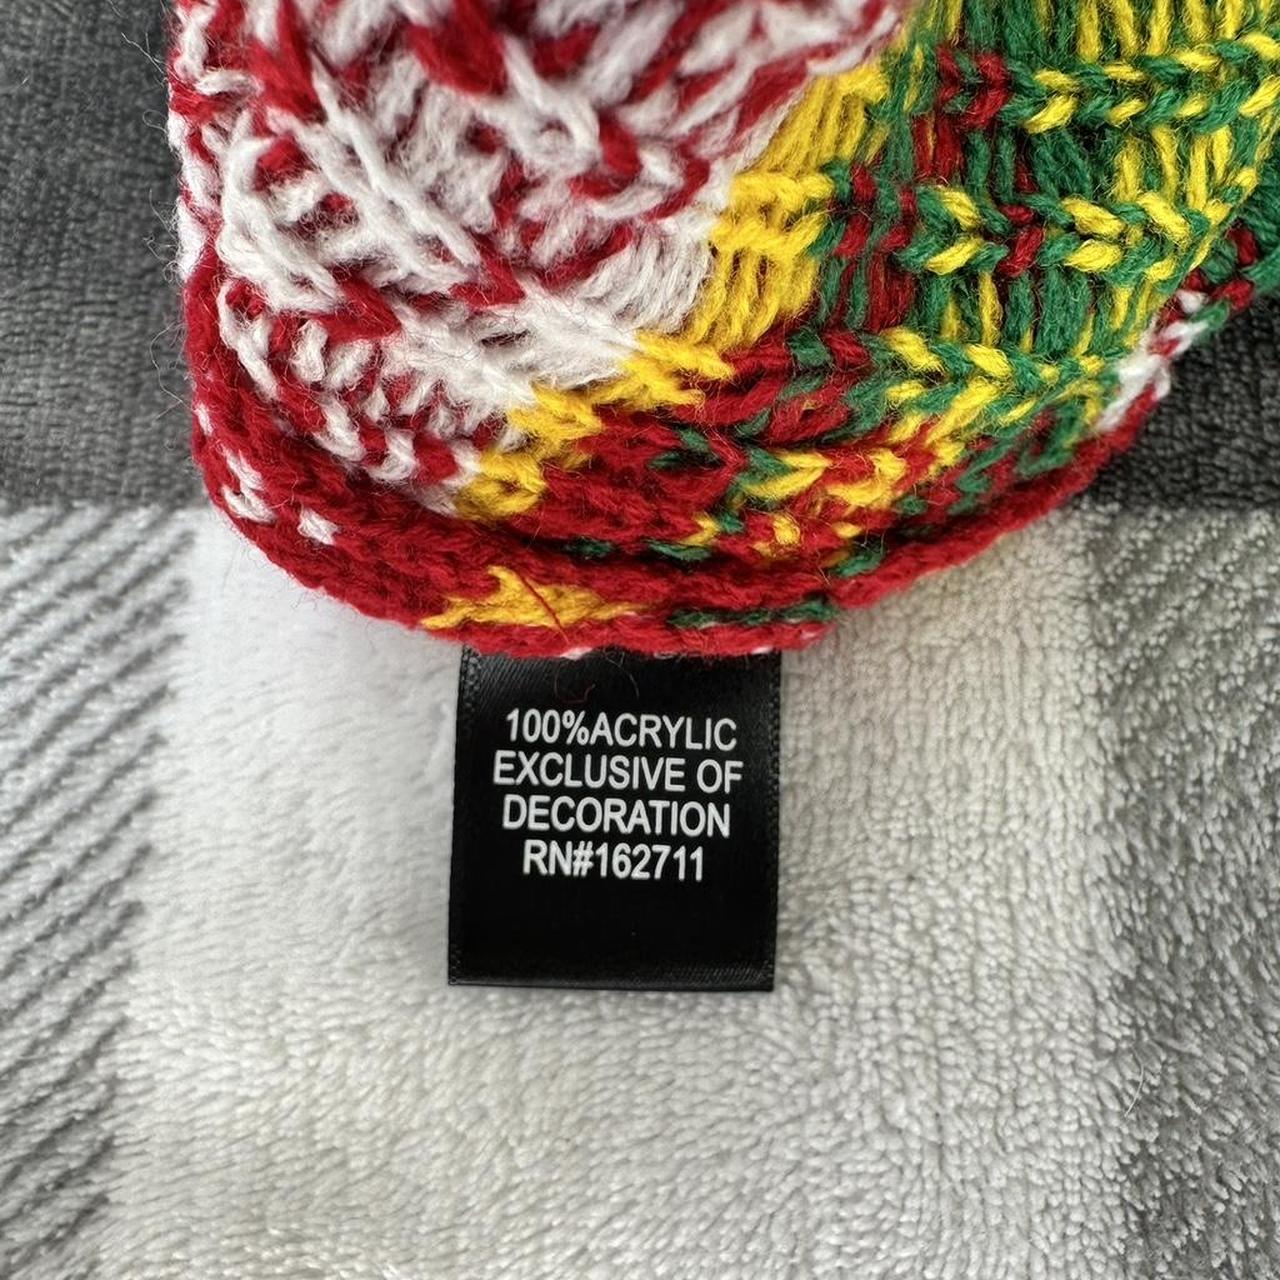 100%ACRYLIC
EXCLUSIVE OF
DECORATION
RN#162711